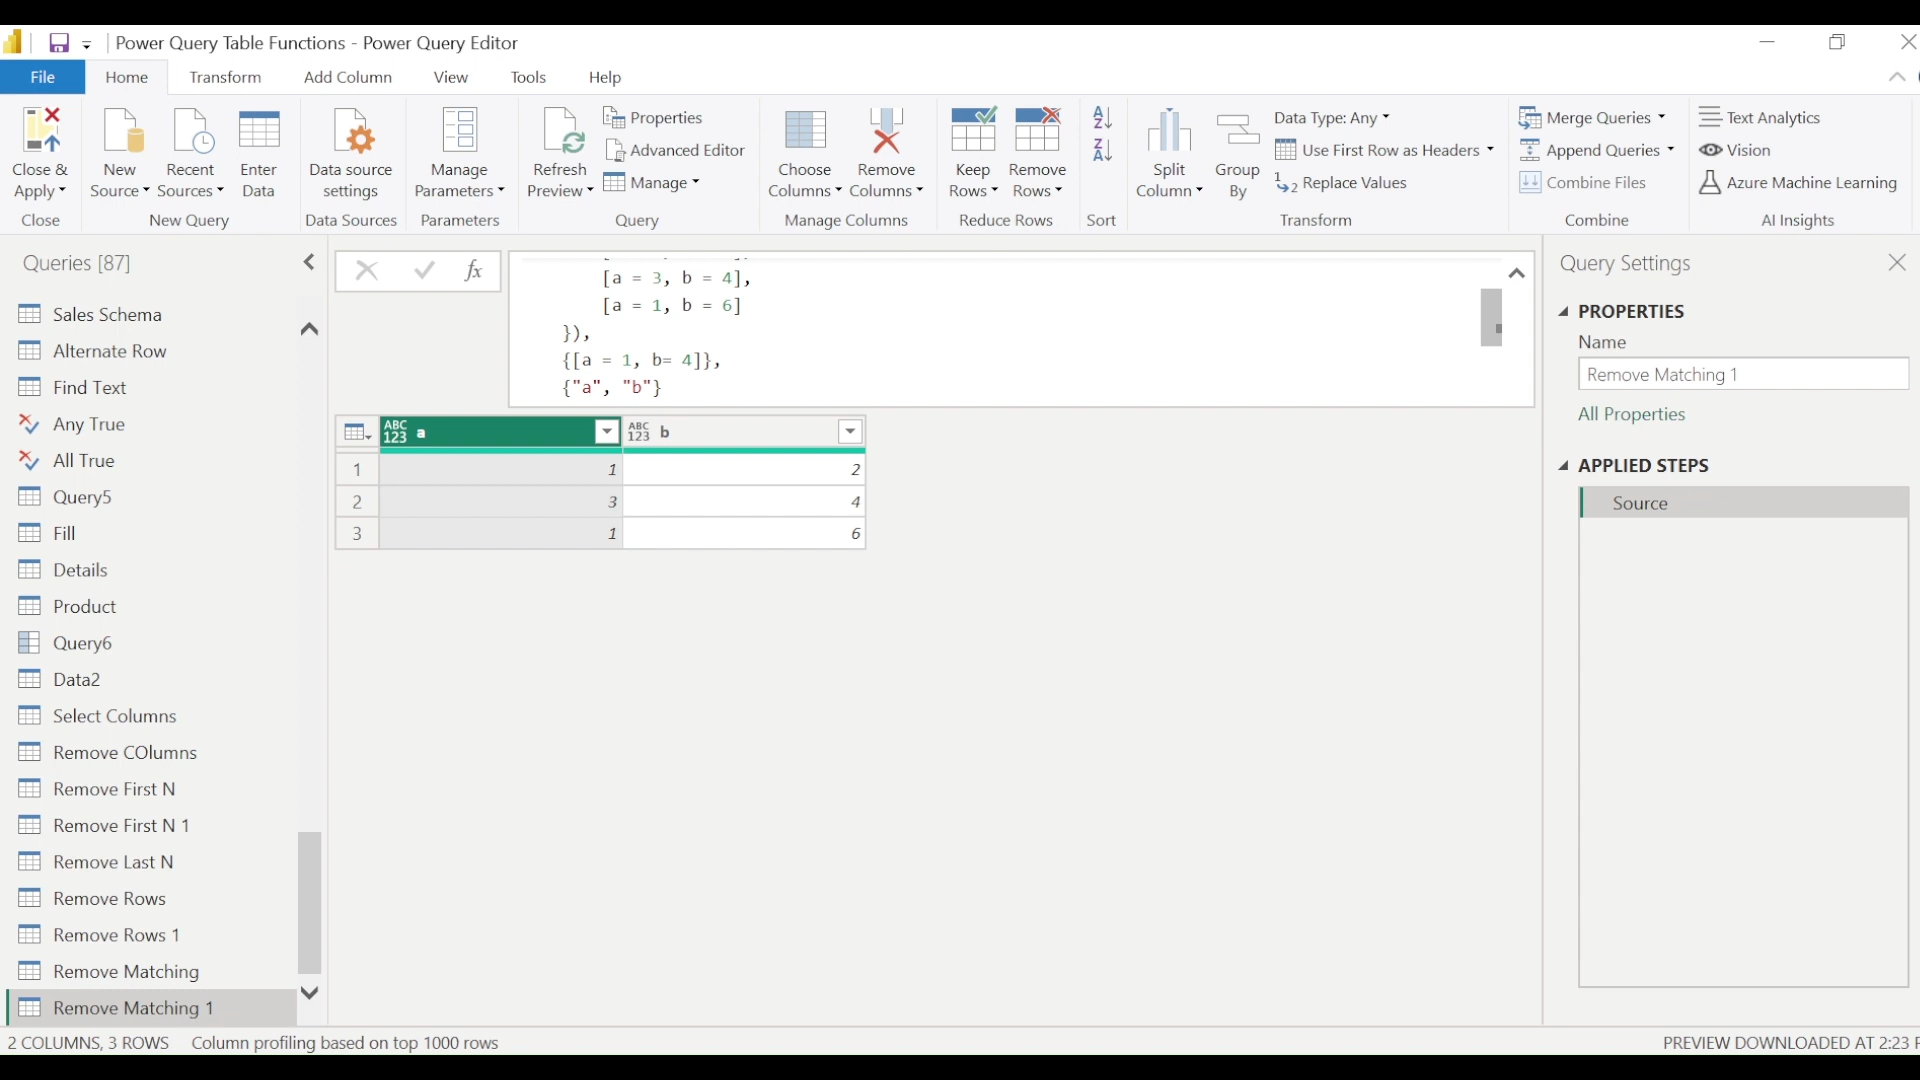 Power Query Table Functions - Power Query Editor
File Home Transform Add Column View Tools Help
Close & Apply
New Source
Recent Sources
Enter Data
Data source settings
Manage Parameters
Refresh Preview
Properties
Advanced Editor
Manage
Choose Columns
Remove Columns
Keep Rows
Remove Rows
Split Column
Group By
Data Type: Any
Use First Row as Headers
Replace Values
Merge Queries
Append Queries
Combine Files
Text Analytics
Vision
Azure Machine Learning
Close New Query Data Sources Parameters Query Manage Columns Reduce Rows Sort Transform Combine AI Insights
Queries [87]
Sales Schema
Alternate Row
Find Text
Any True
All True
Query5
Fill
Details
Product
Query6
Data2
Select Columns
Remove COlumns
Remove First N
Remove First N 1
Remove Last N
Remove Rows
Remove Rows 1
Remove Matching
Remove Matching 1
fx
[a = 3, b = 4],
[a = 1, b = 6]
}),
{[a = 1, b= 4]},
{"a", "b"}
ABC 123 a ABC 123 b
1 1 2
2 3 4
3 1 6
Query Settings
PROPERTIES
Name
Remove Matching 1
All Properties
APPLIED STEPS
Source
2 COLUMNS, 3 ROWS Column profiling based on top 1000 rows
PREVIEW DOWNLOADED AT 2:23